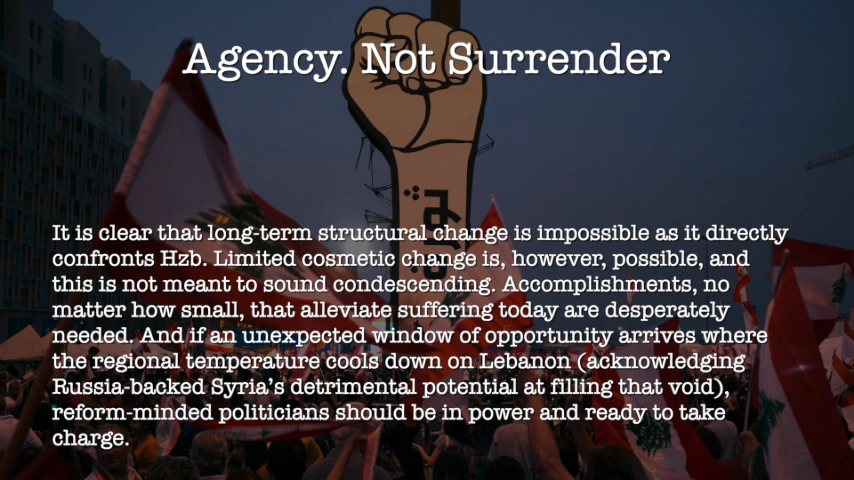 Agency. Not Surrender
ثورة
It is clear that long-term structural change is impossible as it directly
confronts Hzb. Limited cosmetic change is, however, possible, and
this is not meant to sound condescending. Accomplishments, no
matter how small, that alleviate suffering today are desperately
needed. And if an unexpected window of opportunity arrives where
the regional temperature cools down on Lebanon (acknowledging
Russia-backed Syria's detrimental potential at filling that void),
reform-minded politicians should be in power and ready to take
charge.